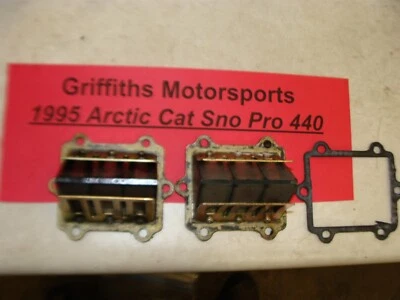 Griffiths Motorsports
1995 Arctic Cat Sno Pro 440